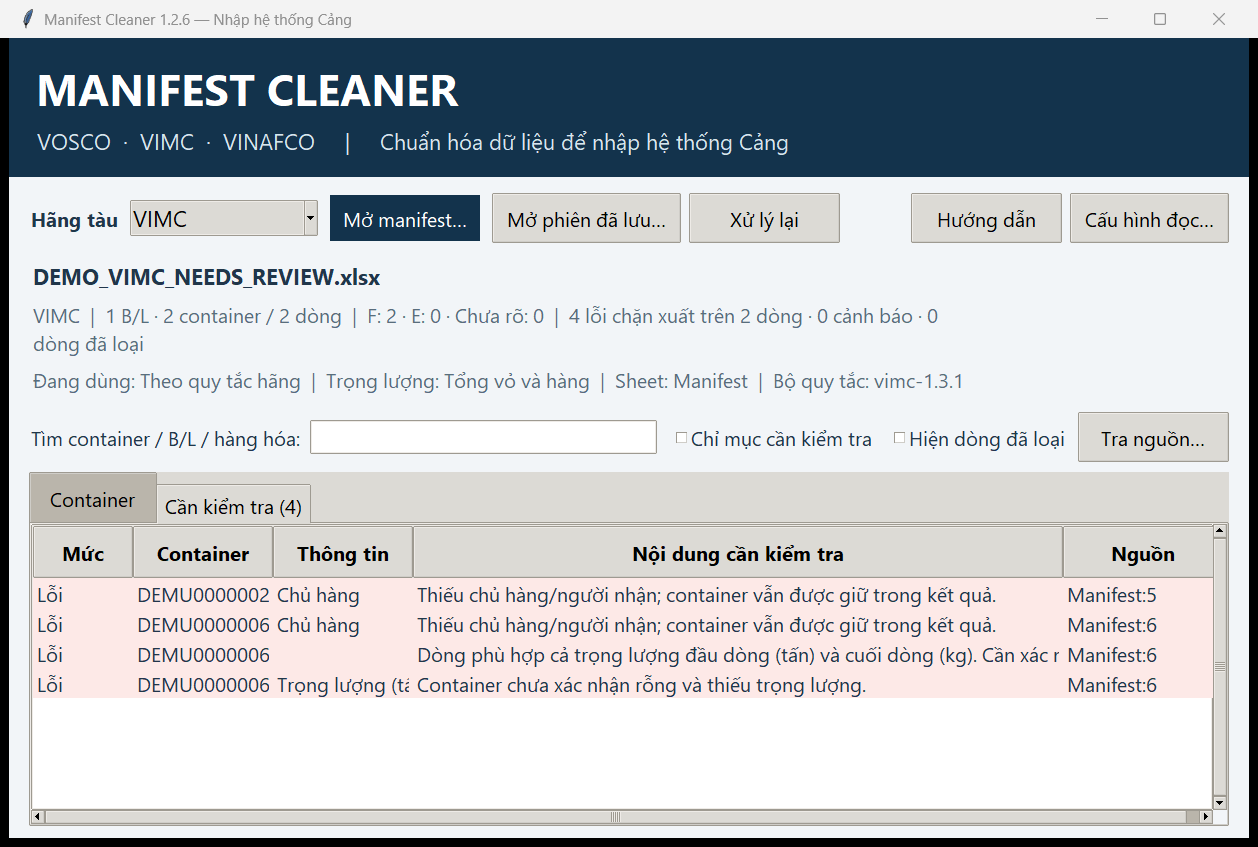 Manifest Cleaner 1.2.6 — Nhập hệ thống Cảng
MANIFEST CLEANER
VOSCO · VIMC · VINAFCO | Chuẩn hóa dữ liệu để nhập hệ thống Cảng
Hãng tàu VIMC Mở manifest... Mở phiên đã lưu... Xử lý lại Hướng dẫn Cấu hình đọc...
DEMO_VIMC_NEEDS_REVIEW.xlsx
VIMC | 1 B/L · 2 container / 2 dòng | F: 2 · E: 0 · Chưa rõ: 0 | 4 lỗi chặn xuất trên 2 dòng · 0 cảnh báo · 0
dòng đã loại
Đang dùng: Theo quy tắc hãng | Trọng lượng: Tổng vỏ và hàng | Sheet: Manifest | Bộ quy tắc: vimc-1.3.1
Tìm container / B/L / hàng hóa: Chỉ mục cần kiểm tra Hiện dòng đã loại Tra nguồn...
Container Cần kiểm tra (4)
Mức Container Thông tin Nội dung cần kiểm tra Nguồn
Lỗi DEMU0000002 Chủ hàng Thiếu chủ hàng/người nhận; container vẫn được giữ trong kết quả. Manifest:5
Lỗi DEMU0000006 Chủ hàng Thiếu chủ hàng/người nhận; container vẫn được giữ trong kết quả. Manifest:6
Lỗi DEMU0000006 Dòng phù hợp cả trọng lượng đầu dòng (tấn) và cuối dòng (kg). Cần xác Manifest:6
Lỗi DEMU0000006 Trọng lượng Container chưa xác nhận rỗng và thiếu trọng lượng. Manifest:6